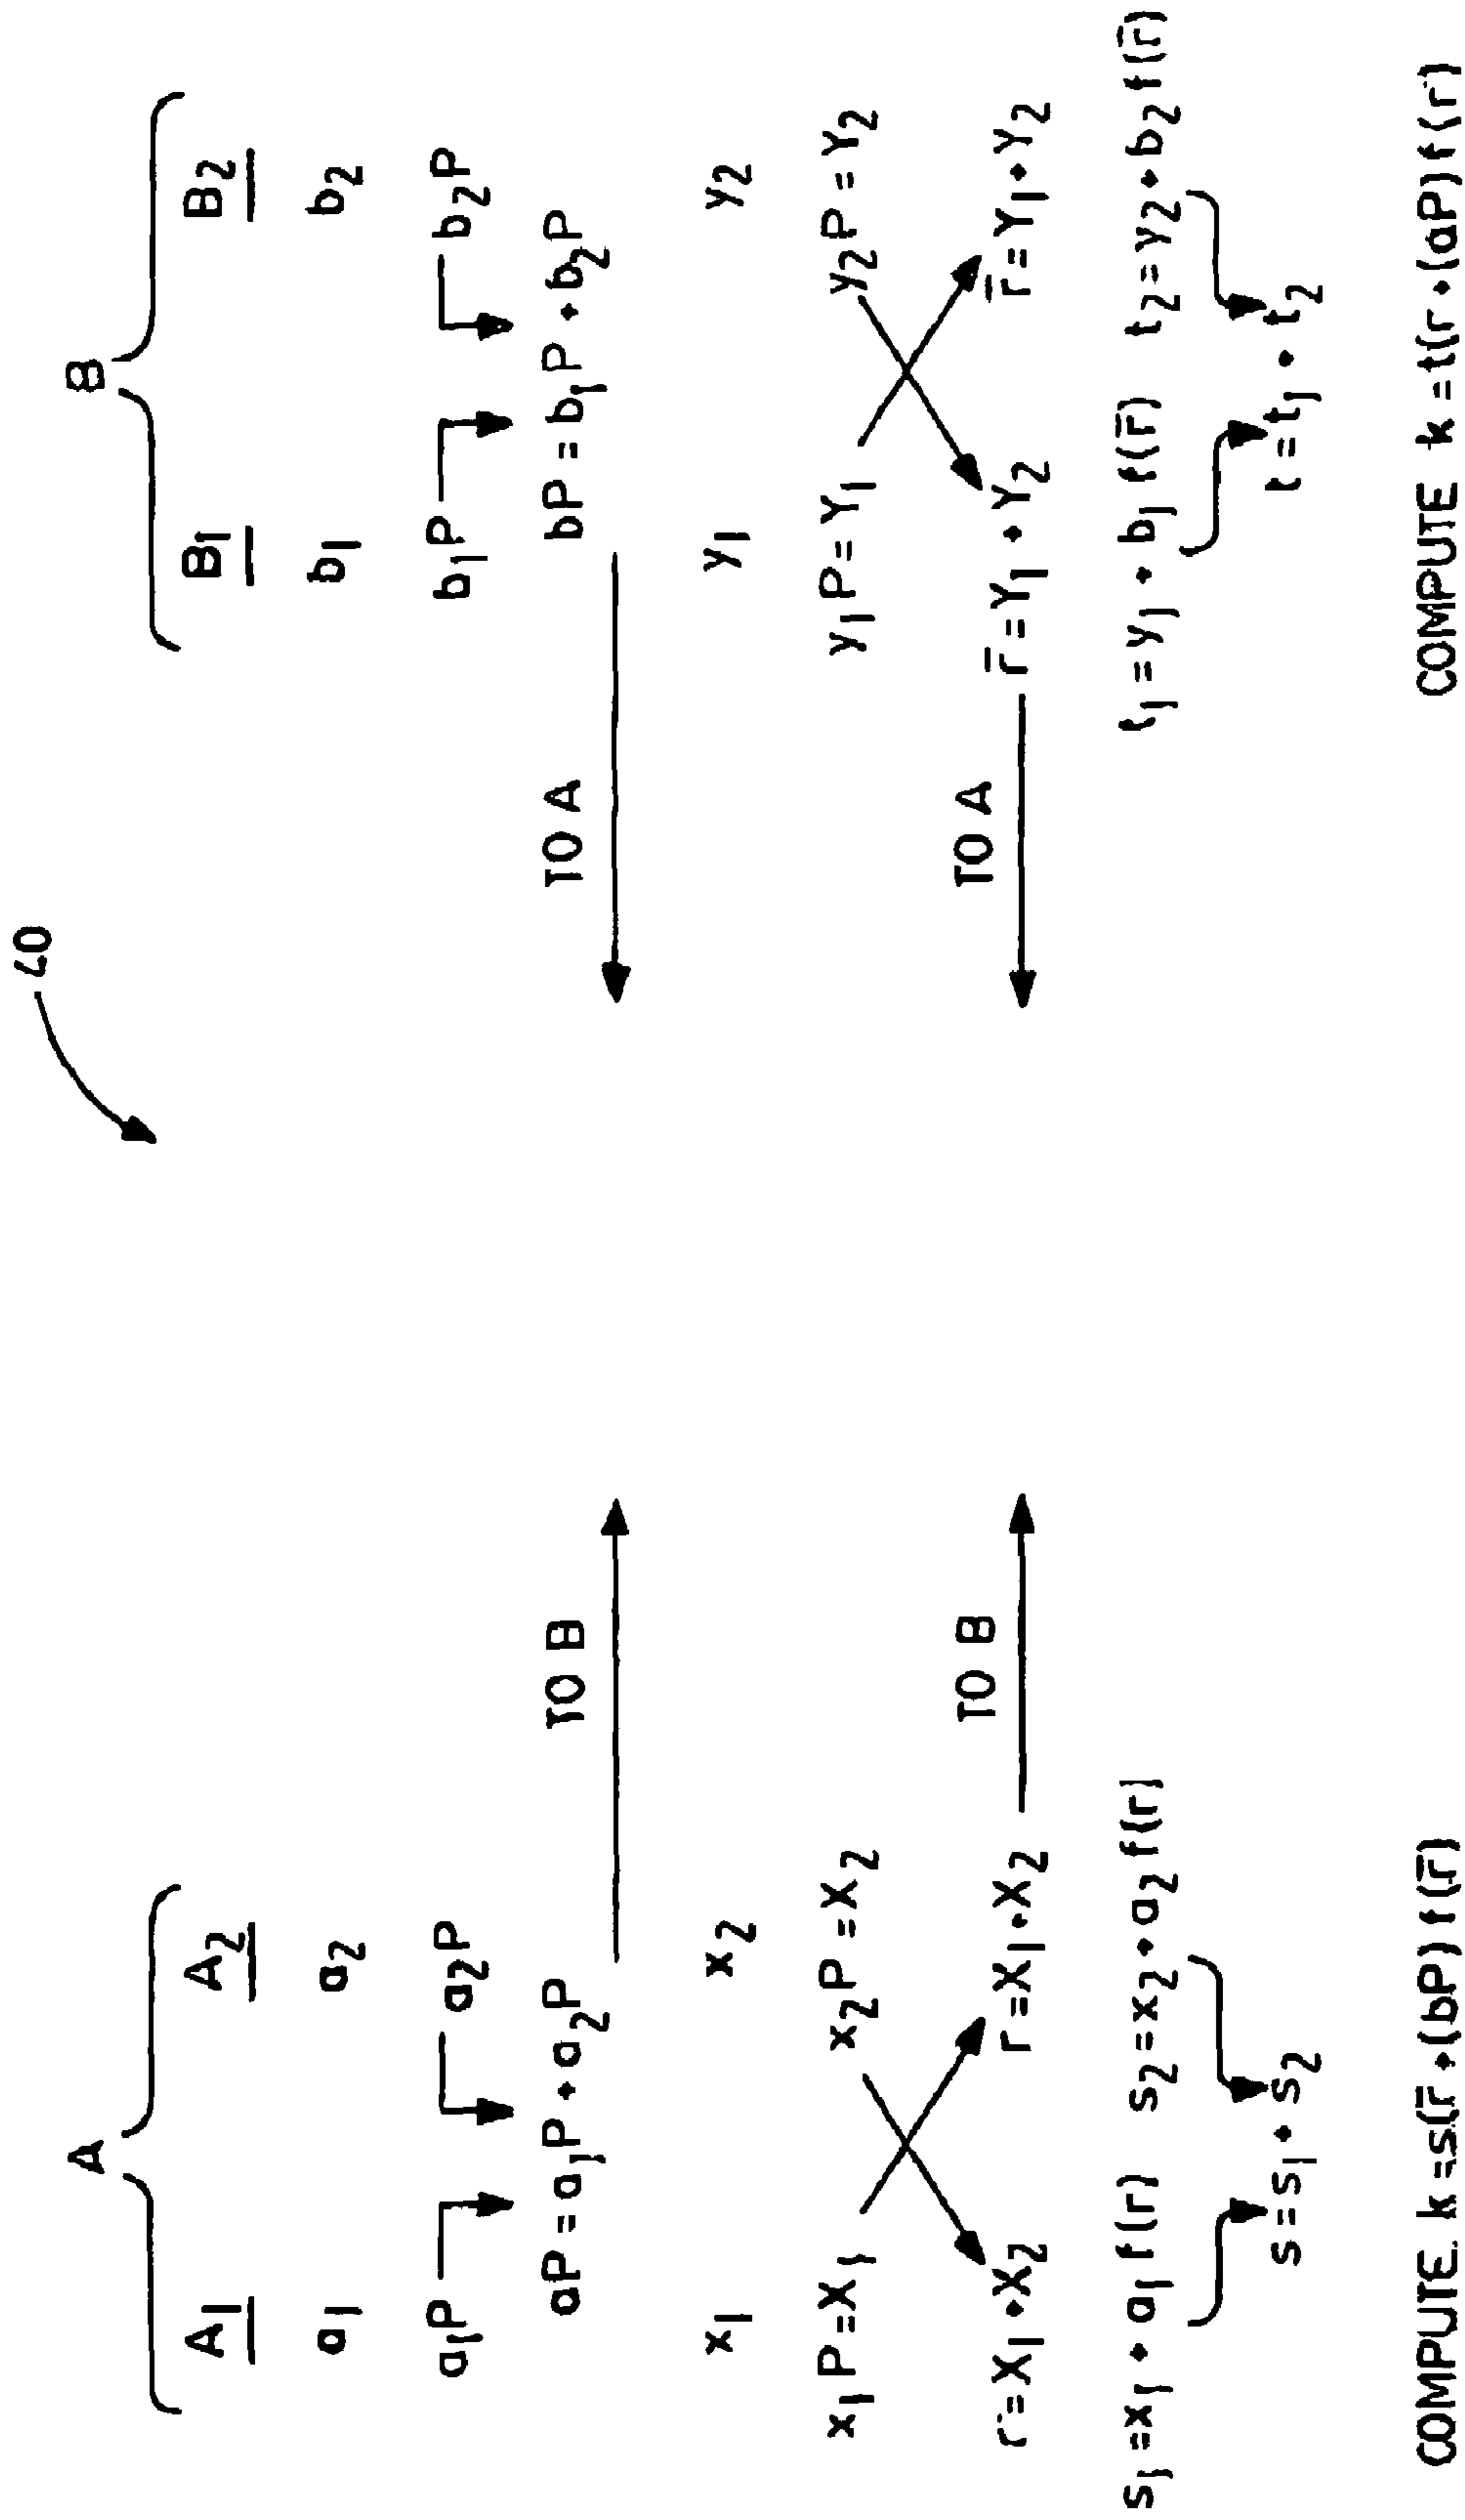 40
A B
A1 A2 B1 B2
a1 a2 b1 b2
a1P a2P b1P b2P
aP = a1P + a2P TO B TO A bP = b1P + b2P
x1 x2 y1 y2
x1P = X1 x2P = X2 y1P = Y1 y2P = Y2
r = X1 + X2 r = X1 + X2 TO B TO A r̅ = Y1 + Y2 r̅ = Y1 + Y2
s1 = x1 + a1 f(r) s2 = x2 + a2 f(r) t1 = y1 + b1 f(r̅) t2 = y2 + b2 f(r̅)
s = s1 + s2 t = t1 + t2
COMPUTE k = s(r̅ + (bP) f(r̅)) COMPUTE k = t(r + (aP) f(r))